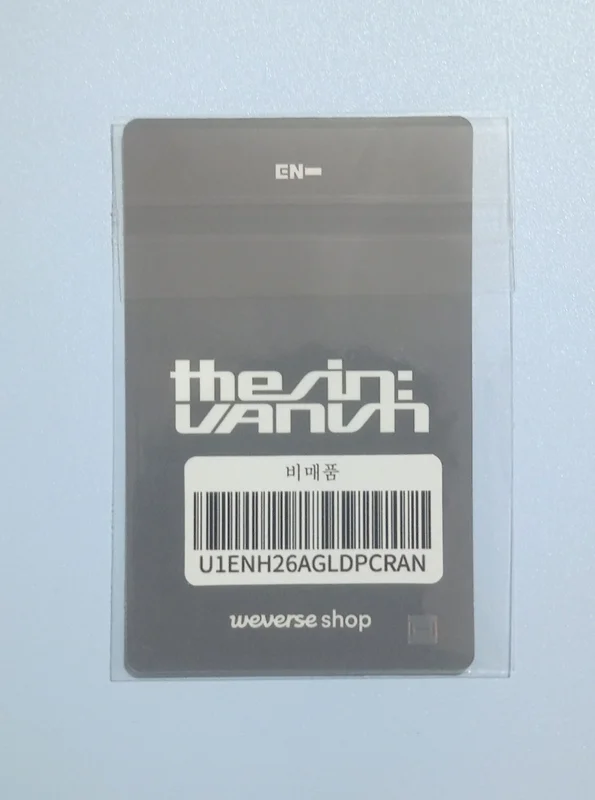 EN-
the sin:
VANISH
비매품
U1ENH26AGLDPCRAN
weverse shop